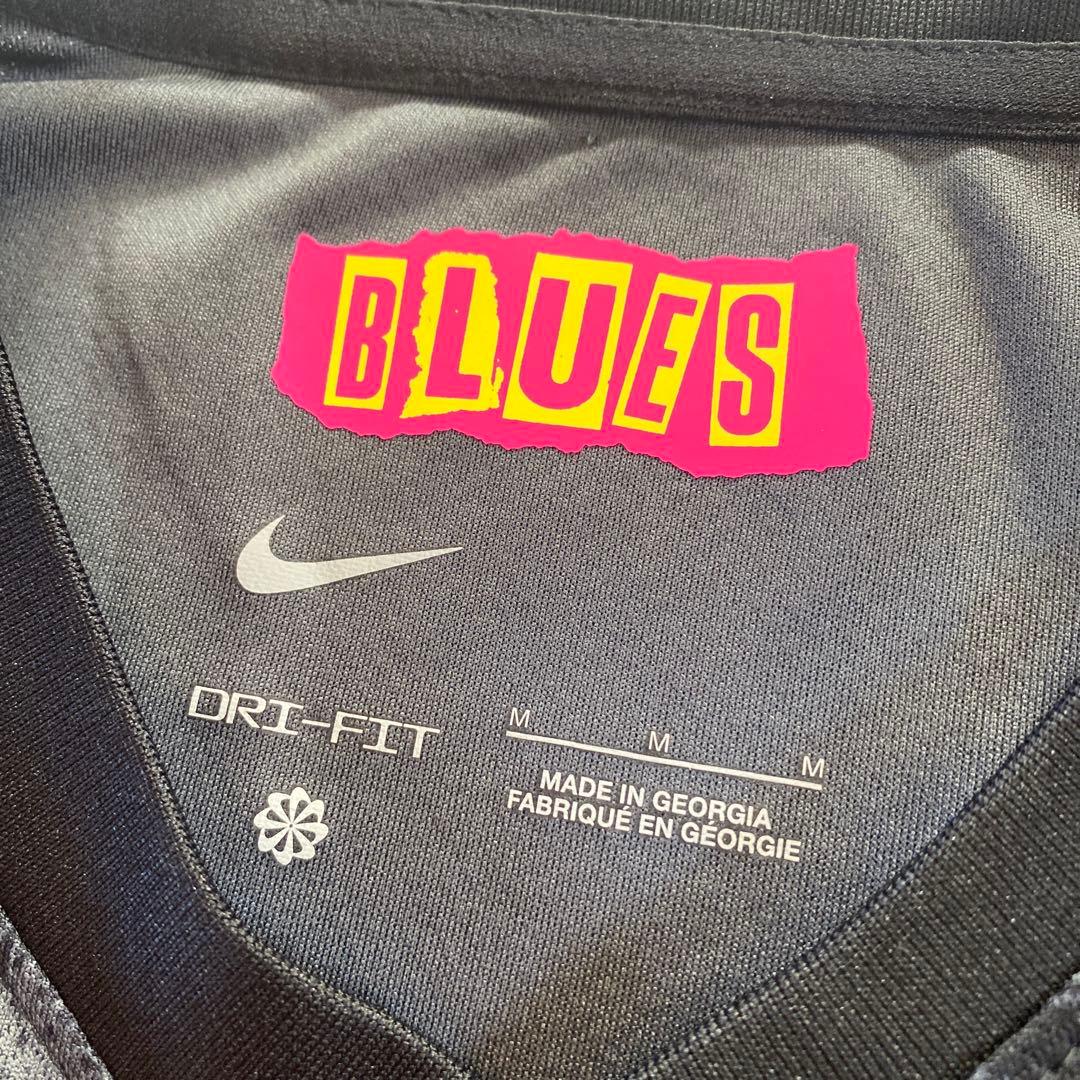 BLUES
DRI-FIT
M M M
MADE IN GEORGIA
FABRIQUÉ EN GÉORGIE